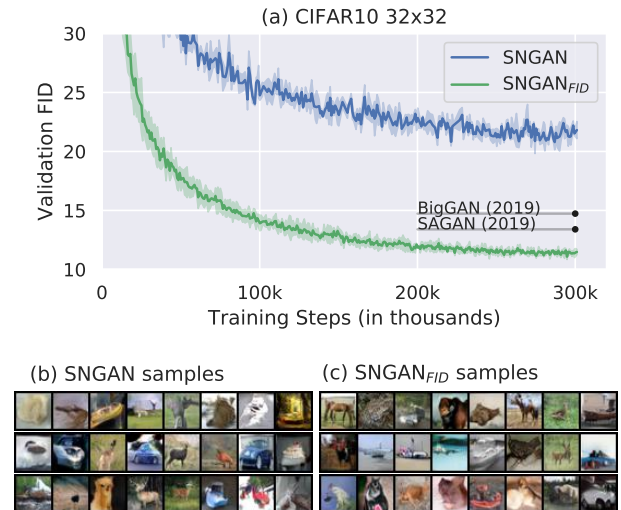 (a) CIFAR10 32x32
30
25
20
15
10
Validation FID
SNGAN
SNGAN_FID
BigGAN (2019)
SAGAN (2019)
0
100k
200k
300k
Training Steps (in thousands)
(b) SNGAN samples
(c) SNGAN_FID samples